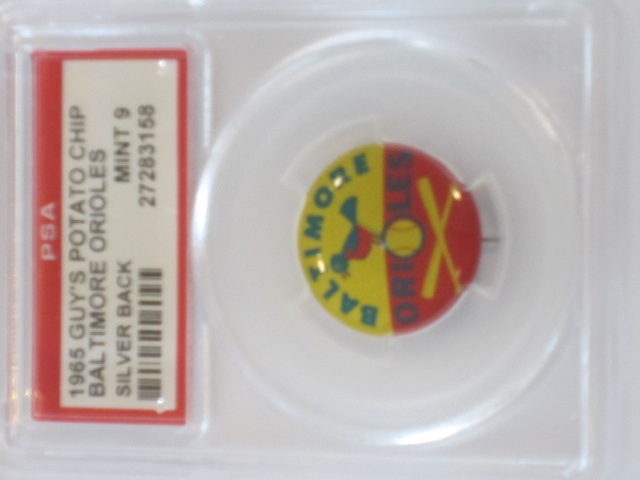 PSA
1965 GUY'S POTATO CHIP
BALTIMORE ORIOLES
MINT 9
SILVER BACK
27283158
BALTIMORE
ORIOLES